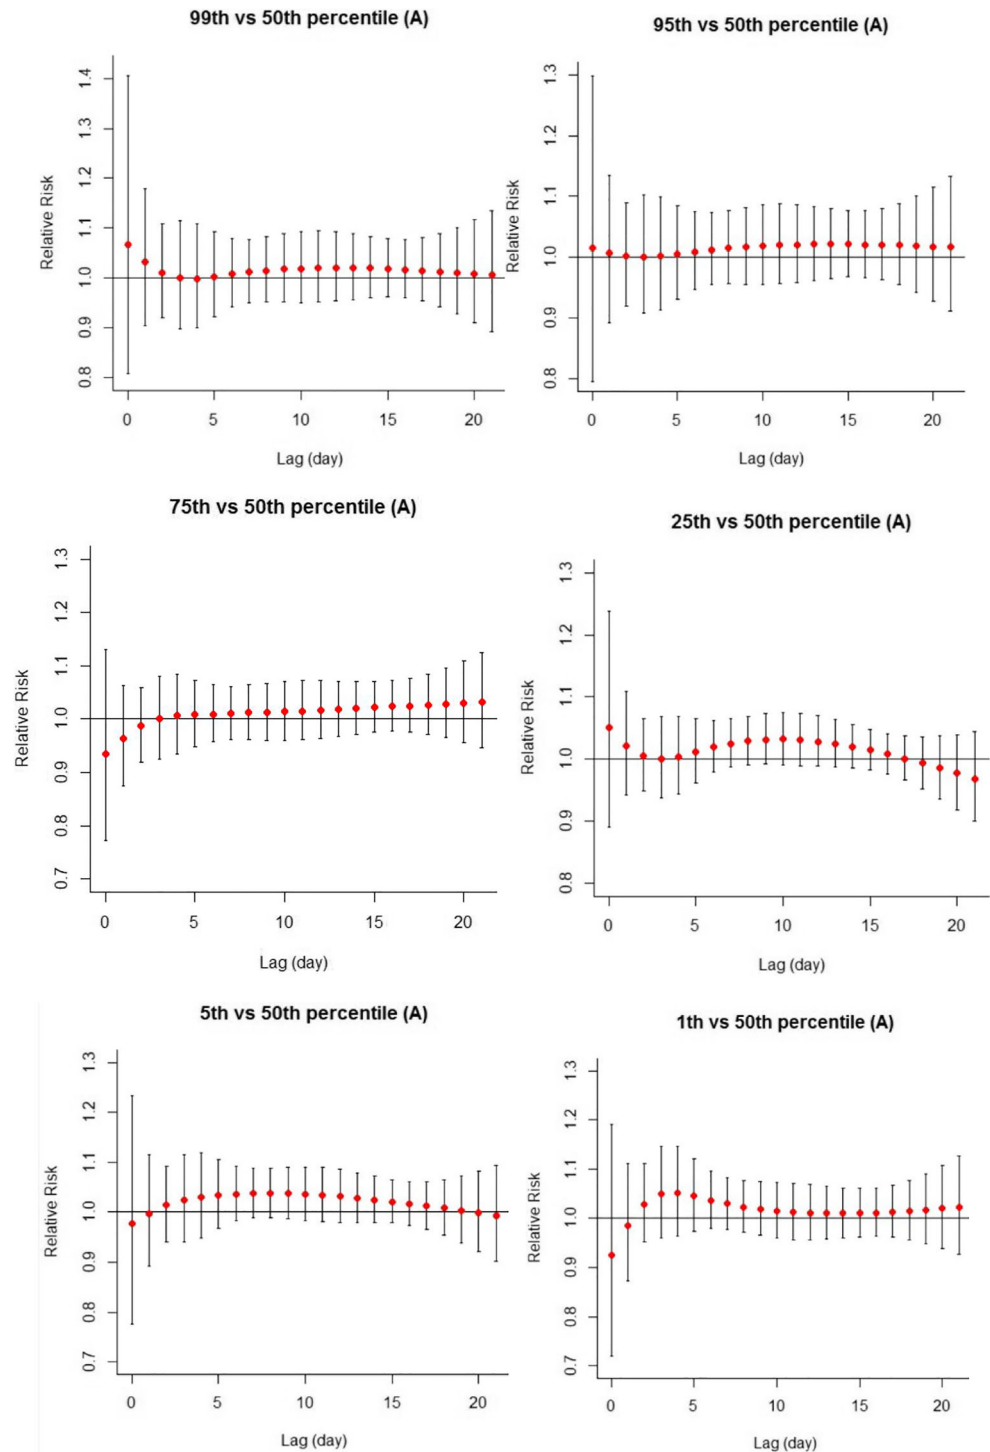 99th vs 50th percentile (A)
Relative Risk
1.4
1.3
1.2
1.1
1.0
0.9
0.8
0 5 10 15 20
Lag (day)
95th vs 50th percentile (A)
Relative Risk
1.3
1.2
1.1
1.0
0.9
0.8
0 5 10 15 20
Lag (day)
75th vs 50th percentile (A)
Relative Risk
1.3
1.2
1.1
1.0
0.9
0.8
0.7
0 5 10 15 20
Lag (day)
25th vs 50th percentile (A)
Relative Risk
1.3
1.2
1.1
1.0
0.9
0.8
0 5 10 15 20
Lag (day)
5th vs 50th percentile (A)
Relative Risk
1.3
1.2
1.1
1.0
0.9
0.8
0.7
0 5 10 15 20
Lag (day)
1th vs 50th percentile (A)
Relative Risk
1.3
1.2
1.1
1.0
0.9
0.8
0.7
0 5 10 15 20
Lag (day)